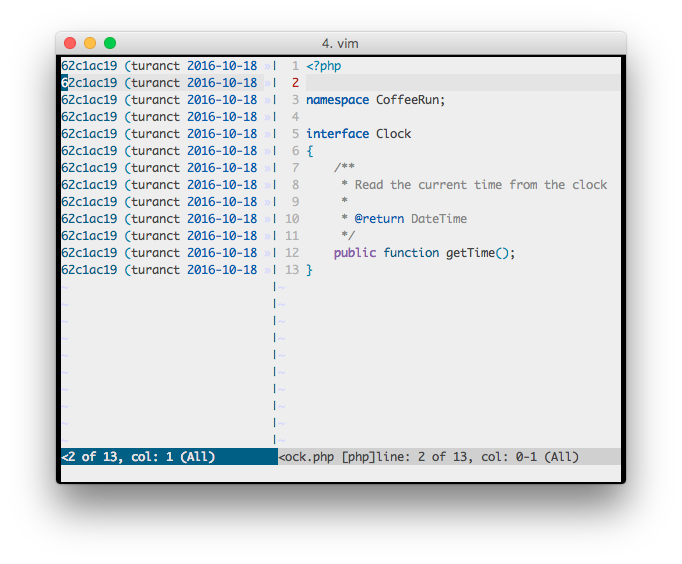 4. vim
62c1ac19 (turanct 2016-10-18 »| 1 <?php
62c1ac19 (turanct 2016-10-18 »| 2
62c1ac19 (turanct 2016-10-18 »| 3 namespace CoffeeRun;
62c1ac19 (turanct 2016-10-18 »| 4
62c1ac19 (turanct 2016-10-18 »| 5 interface Clock
62c1ac19 (turanct 2016-10-18 »| 6 {
62c1ac19 (turanct 2016-10-18 »| 7     /**
62c1ac19 (turanct 2016-10-18 »| 8      * Read the current time from the clock
62c1ac19 (turanct 2016-10-18 »| 9      *
62c1ac19 (turanct 2016-10-18 »| 10      * @return DateTime
62c1ac19 (turanct 2016-10-18 »| 11      */
62c1ac19 (turanct 2016-10-18 »| 12     public function getTime();
62c1ac19 (turanct 2016-10-18 »| 13 }
~ |~
~ |~
~ |~
~ |~
~ |~
~ |~
~ |~
~ |~
~ |~
~ |~
<2 of 13, col: 1 (All) <ock.php [php]line: 2 of 13, col: 0-1 (All)